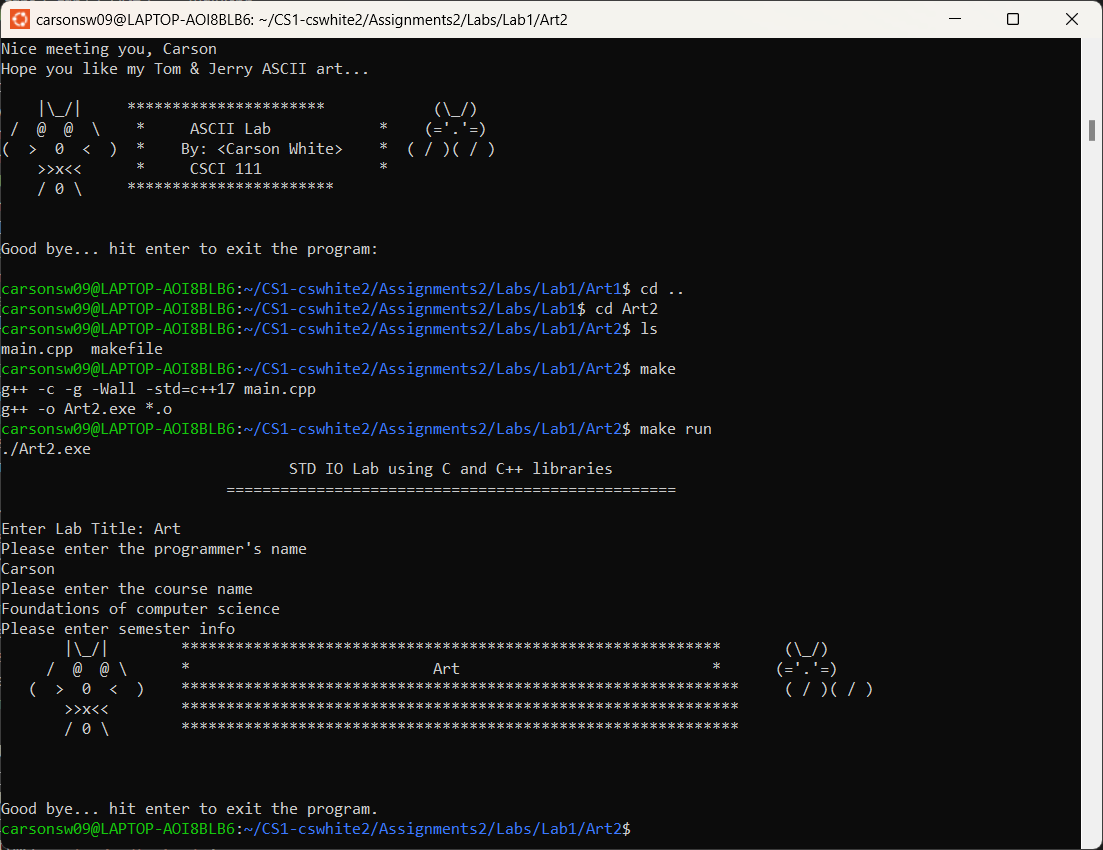 carsonsw09@LAPTOP-AOI8BLB6: ~/CS1-cswhite2/Assignments2/Labs/Lab1/Art2
Nice meeting you, Carson
Hope you like my Tom & Jerry ASCII art...
    |\_/|     **********************            (\_/)
 /  @  @  \    *     ASCII Lab            *    (='.'=)
(  >  0  <  )  *    By: <Carson White>    *  ( / )( / )
    >>x<<      *     CSCI 111             *
    / 0 \     ***********************
Good bye... hit enter to exit the program:
carsonsw09@LAPTOP-AOI8BLB6:~/CS1-cswhite2/Assignments2/Labs/Lab1/Art1$ cd ..
carsonsw09@LAPTOP-AOI8BLB6:~/CS1-cswhite2/Assignments2/Labs/Lab1$ cd Art2
carsonsw09@LAPTOP-AOI8BLB6:~/CS1-cswhite2/Assignments2/Labs/Lab1/Art2$ ls
main.cpp  makefile
carsonsw09@LAPTOP-AOI8BLB6:~/CS1-cswhite2/Assignments2/Labs/Lab1/Art2$ make
g++ -c -g -Wall -std=c++17 main.cpp
g++ -o Art2.exe *.o
carsonsw09@LAPTOP-AOI8BLB6:~/CS1-cswhite2/Assignments2/Labs/Lab1/Art2$ make run
./Art2.exe
                                STD IO Lab using C and C++ libraries
                         ==================================================
Enter Lab Title: Art
Please enter the programmer's name
Carson
Please enter the course name
Foundations of computer science
Please enter semester info
       |\_/|        ************************************************************       (\_/)
     /  @  @ \      *                           Art                            *      (='.'=)
   (  >  0  <  )    **************************************************************     ( / )( / )
       >>x<<        **************************************************************
       / 0 \        **************************************************************
Good bye... hit enter to exit the program.
carsonsw09@LAPTOP-AOI8BLB6:~/CS1-cswhite2/Assignments2/Labs/Lab1/Art2$